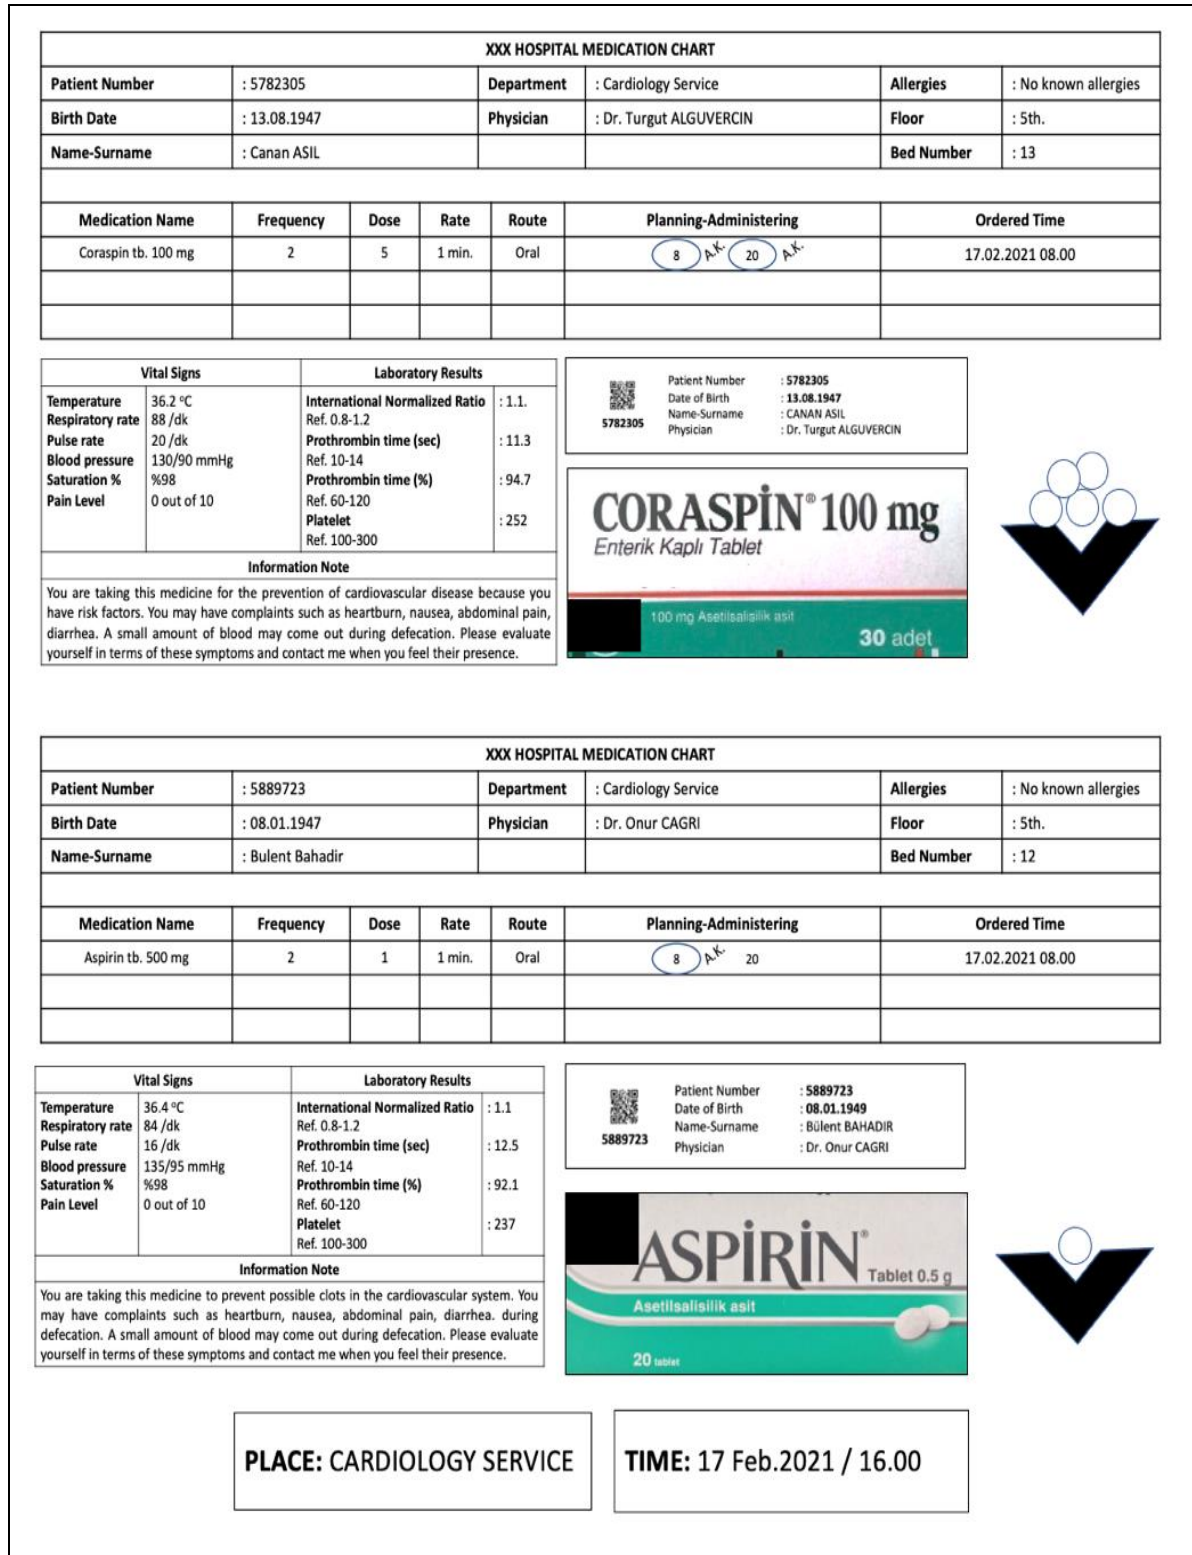 XXX HOSPITAL MEDICATION CHART
Patient Number : 5782305 Department : Cardiology Service Allergies : No known allergies
Birth Date : 13.08.1947 Physician : Dr. Turgut ALGUVERCIN Floor : 5th.
Name-Surname : Canan ASIL Bed Number : 13
Medication Name Frequency Dose Rate Route Planning-Administering Ordered Time
Coraspin tb. 100 mg 2 5 1 min. Oral 8 A.K. 20 A.K. 17.02.2021 08.00
Vital Signs
Temperature 36.2 ºC
Respiratory rate 88 /dk
Pulse rate 20 /dk
Blood pressure 130/90 mmHg
Saturation % %98
Pain Level 0 out of 10
Laboratory Results
International Normalized Ratio : 1.1.
Ref. 0.8-1.2
Prothrombin time (sec) : 11.3
Ref. 10-14
Prothrombin time (%) : 94.7
Ref. 60-120
Platelet : 252
Ref. 100-300
Information Note
You are taking this medicine for the prevention of cardiovascular disease because you
have risk factors. You may have complaints such as heartburn, nausea, abdominal pain,
diarrhea. A small amount of blood may come out during defecation. Please evaluate
yourself in terms of these symptoms and contact me when you feel their presence.
5782305
Patient Number : 5782305
Date of Birth : 13.08.1947
Name-Surname : CANAN ASIL
Physician : Dr. Turgut ALGUVERCIN
CORASPİN® 100 mg
Enterik Kaplı Tablet
100 mg Asetilsalisilik asit
30 adet
XXX HOSPITAL MEDICATION CHART
Patient Number : 5889723 Department : Cardiology Service Allergies : No known allergies
Birth Date : 08.01.1947 Physician : Dr. Onur CAGRI Floor : 5th.
Name-Surname : Bulent Bahadir Bed Number : 12
Medication Name Frequency Dose Rate Route Planning-Administering Ordered Time
Aspirin tb. 500 mg 2 1 1 min. Oral 8 A.K. 20 17.02.2021 08.00
Vital Signs
Temperature 36.4 ºC
Respiratory rate 84 /dk
Pulse rate 16 /dk
Blood pressure 135/95 mmHg
Saturation % %98
Pain Level 0 out of 10
Laboratory Results
International Normalized Ratio : 1.1
Ref. 0.8-1.2
Prothrombin time (sec) : 12.5
Ref. 10-14
Prothrombin time (%) : 92.1
Ref. 60-120
Platelet : 237
Ref. 100-300
Information Note
You are taking this medicine to prevent possible clots in the cardiovascular system. You
may have complaints such as heartburn, nausea, abdominal pain, diarrhea. during
defecation. A small amount of blood may come out during defecation. Please evaluate
yourself in terms of these symptoms and contact me when you feel their presence.
5889723
Patient Number : 5889723
Date of Birth : 08.01.1949
Name-Surname : Bülent BAHADIR
Physician : Dr. Onur CAGRI
ASPİRİN®
Tablet 0.5 g
Asetilsalisilik asit
20 tablet
PLACE: CARDIOLOGY SERVICE
TIME: 17 Feb.2021 / 16.00